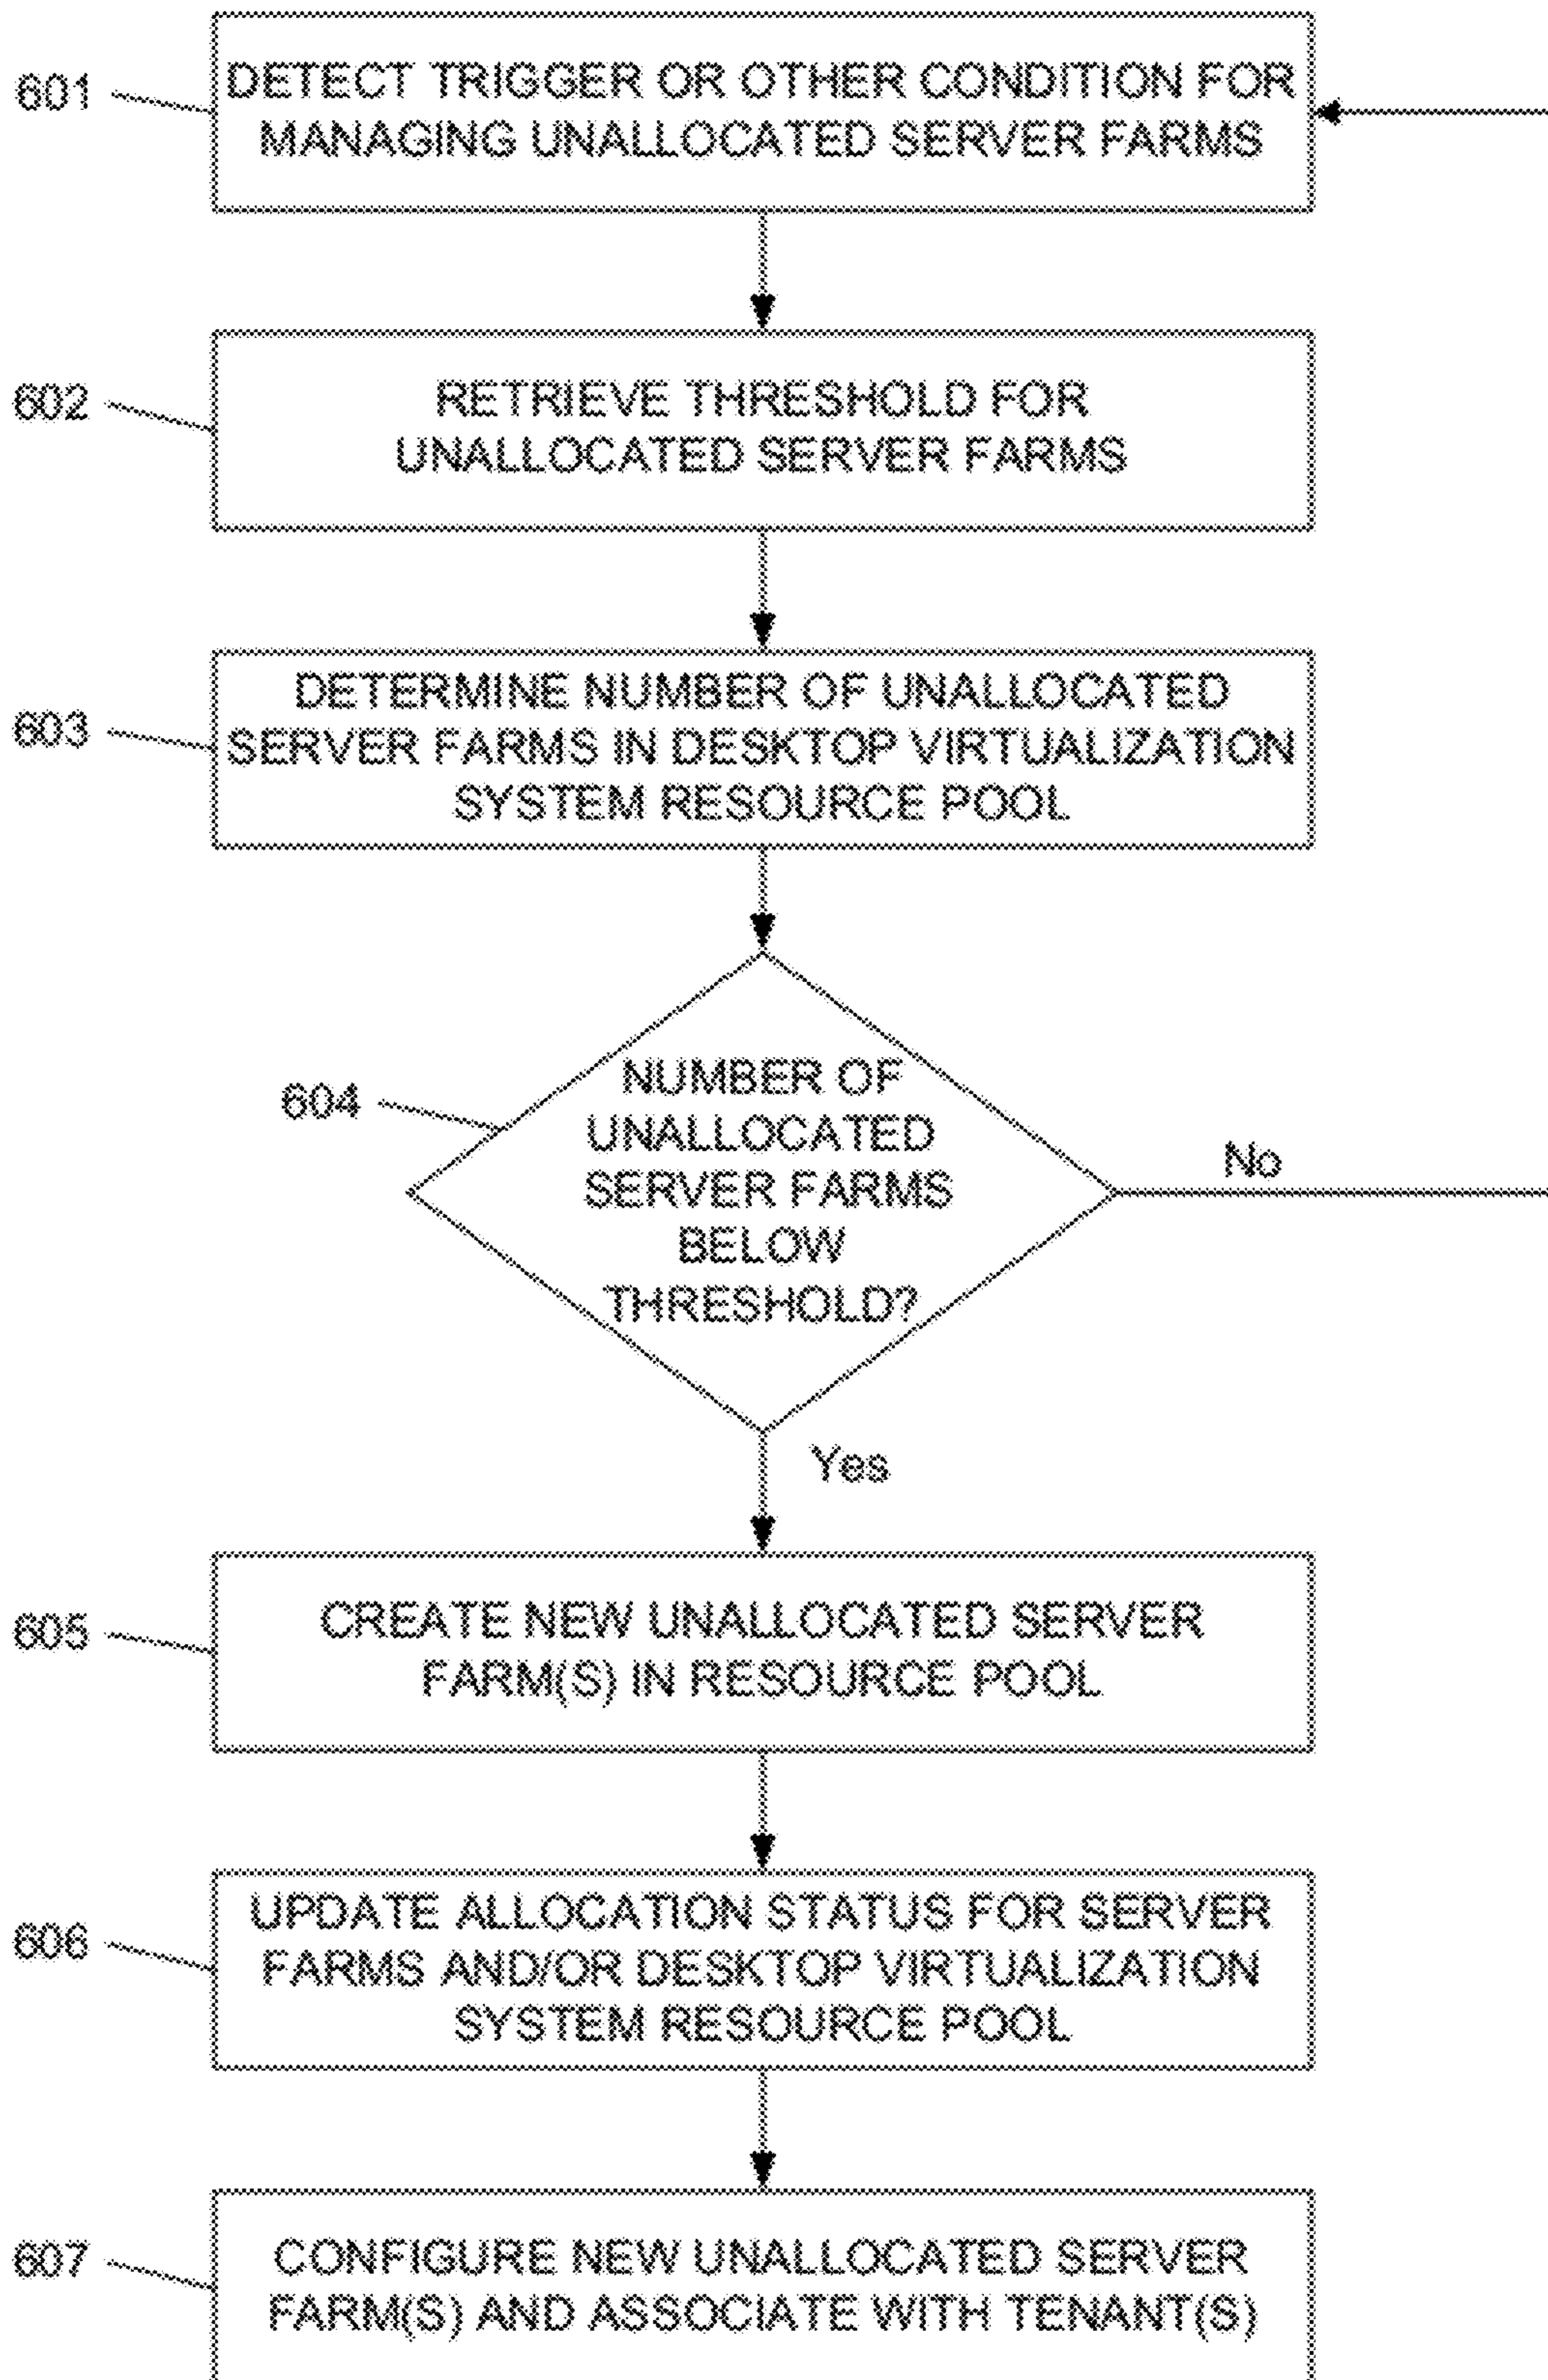 601
DETECT TRIGGER OR OTHER CONDITION FOR
MANAGING UNALLOCATED SERVER FARMS
602
RETRIEVE THRESHOLD FOR
UNALLOCATED SERVER FARMS
603
DETERMINE NUMBER OF UNALLOCATED
SERVER FARMS IN DESKTOP VIRTUALIZATION
SYSTEM RESOURCE POOL
604
NUMBER OF
UNALLOCATED
SERVER FARMS
BELOW
THRESHOLD?
No
Yes
605
CREATE NEW UNALLOCATED SERVER
FARM(S) IN RESOURCE POOL
606
UPDATE ALLOCATION STATUS FOR SERVER
FARMS AND/OR DESKTOP VIRTUALIZATION
SYSTEM RESOURCE POOL
607
CONFIGURE NEW UNALLOCATED SERVER
FARM(S) AND ASSOCIATE WITH TENANT(S)